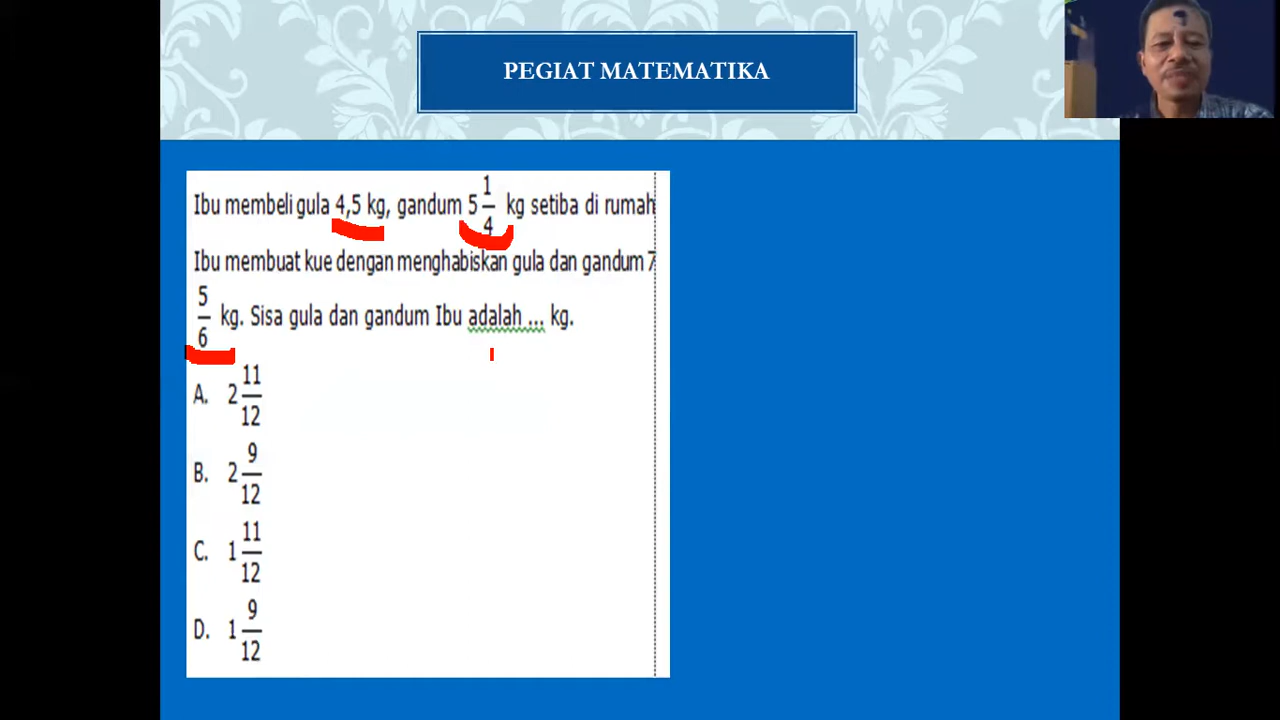 PEGIAT MATEMATIKA
Ibu membeli gula 4,5 kg, gandum 5 1/4 kg setiba di rumah
Ibu membuat kue dengan menghabiskan gula dan gandum 7
5/6 kg. Sisa gula dan gandum Ibu adalah ... kg.
A. 2 11/12
B. 2 9/12
C. 1 11/12
D. 1 9/12